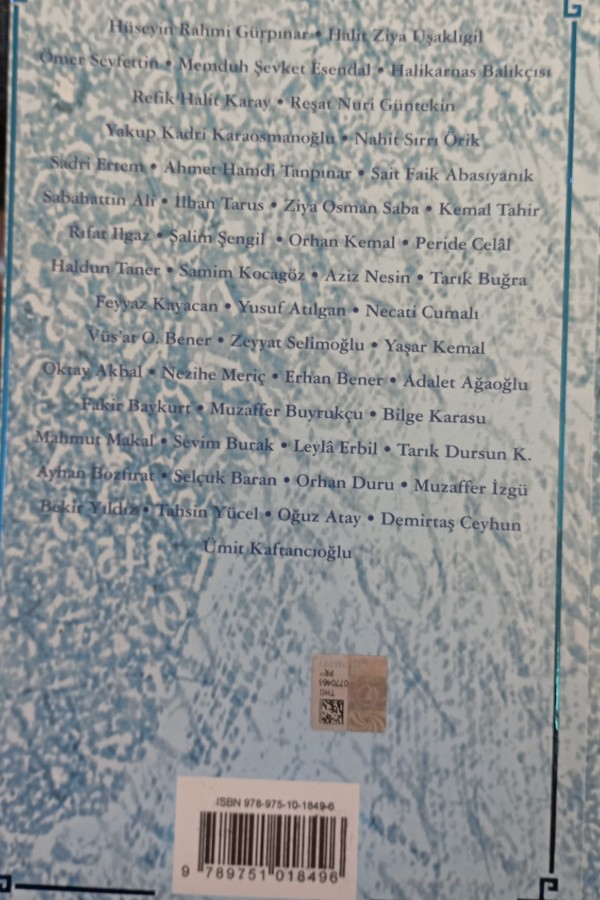 Hüseyin Rahmi Gürpınar • Halit Ziya Uşaklıgil
Ömer Seyfettin • Memduh Şevket Esendal • Halikarnas Balıkçısı
Refik Halit Karay • Reşat Nuri Güntekin
Yakup Kadri Karaosmanoğlu • Nahit Sırrı Örik
Sadri Ertem • Ahmet Hamdi Tanpınar • Sait Faik Abasıyanık
Sabahattin Ali • İlhan Tarus • Ziya Osman Saba • Kemal Tahir
Rıfat Ilgaz • Salim Şengil • Orhan Kemal • Peride Celâl
Haldun Taner • Samim Kocagöz • Aziz Nesin • Tarık Buğra
Feyyaz Kayacan • Yusuf Atılgan • Necati Cumalı
Vüs'at O. Bener • Zeyyat Selimoğlu • Yaşar Kemal
Oktay Akbal • Nezihe Meriç • Erhan Bener • Adalet Ağaoğlu
Fakir Baykurt • Muzaffer Buyrukçu • Bilge Karasu
Mahmut Makal • Sevim Burak • Leylâ Erbil • Tarık Dursun K.
Ayhan Bozfırat • Selçuk Baran • Orhan Duru • Muzaffer İzgü
Bekir Yıldız • Tahsin Yücel • Oğuz Atay • Demirtaş Ceyhun
Ümit Kaftancıoğlu
THG
0770461
PR
ISBN 978-975-10-1849-6
9 789751 018496